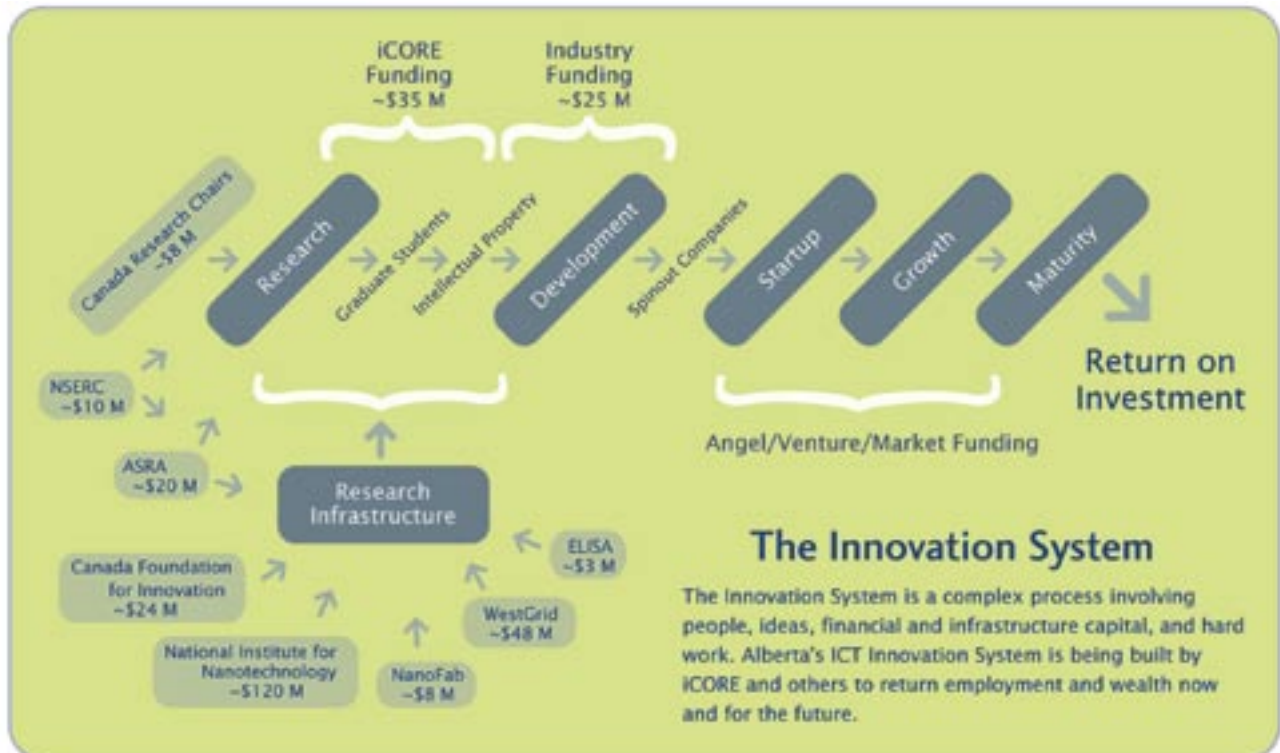 iCORE
Funding
~$35 M
Industry
Funding
~$25 M
Canada Research Chairs
~$8 M
Research
Graduate Students
Intellectual Property
Development
Spinout Companies
Startup
Growth
Maturity
Return on
Investment
NSERC
~$10 M
ASRA
~$20 M
Research
Infrastructure
Angel/Venture/Market Funding
Canada Foundation
for Innovation
~$24 M
National Institute for
Nanotechnology
~$120 M
NanoFab
~$8 M
WestGrid
~$48 M
ELISA
~$3 M
The Innovation System
The Innovation System is a complex process involving
people, ideas, financial and infrastructure capital, and hard
work. Alberta's ICT Innovation System is being built by
iCORE and others to return employment and wealth now
and for the future.